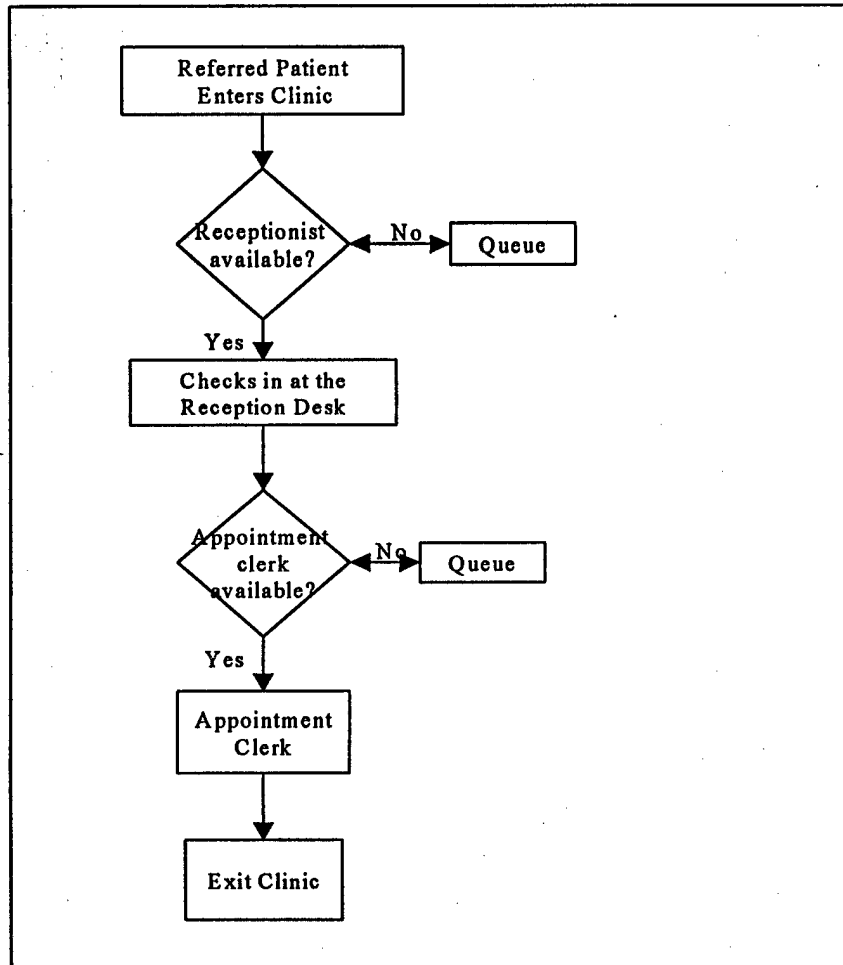 Referred Patient
Enters Clinic
Receptionist
available?
No
Queue
Yes
Checks in at the
Reception Desk
Appointment
clerk
available?
No
Queue
Yes
Appointment
Clerk
Exit Clinic